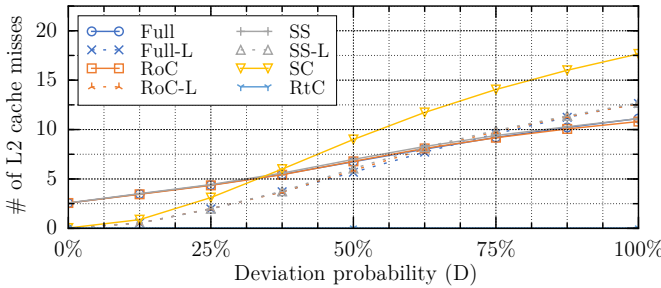 # of L2 cache misses
20
15
10
5
0
Full
Full-L
RoC
RoC-L
SS
SS-L
SC
RtC
0%
25%
50%
75%
100%
Deviation probability (D)